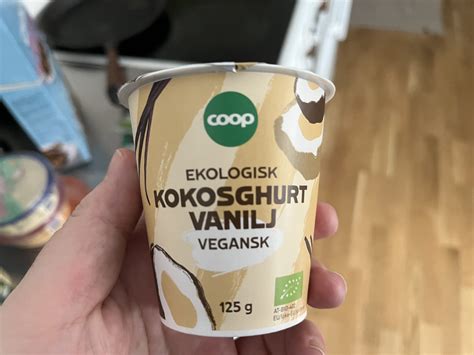 coop
EKOLOGISK
KOKOSGHURT
VANILJ
VEGANSK
125 g